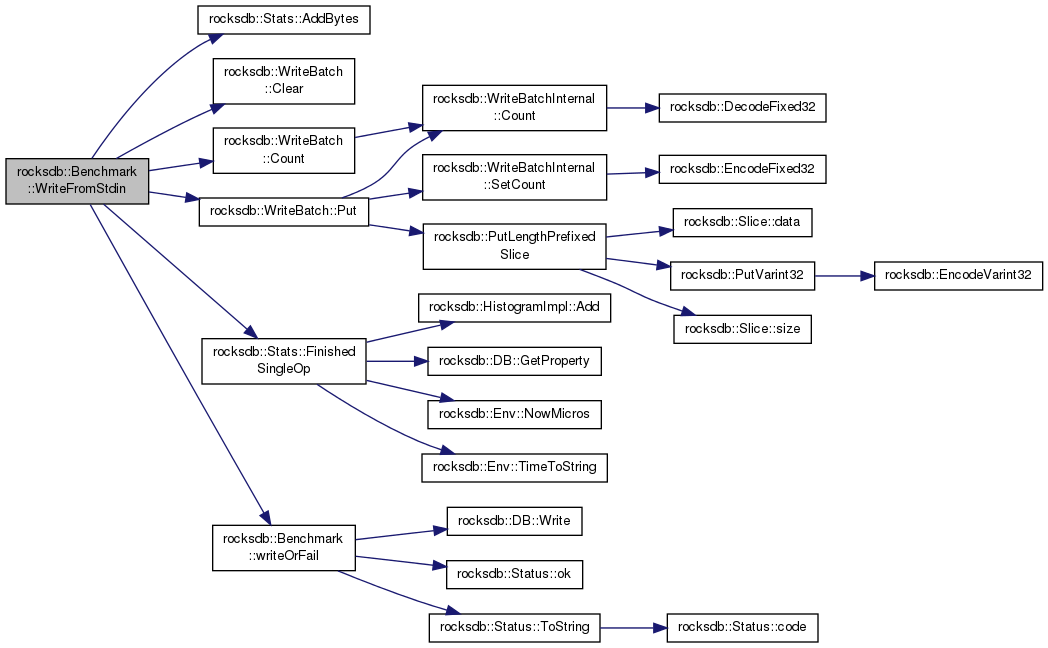 rocksdb::Benchmark
::WriteFromStdin
rocksdb::Stats::AddBytes
rocksdb::WriteBatch
::Clear
rocksdb::WriteBatch
::Count
rocksdb::WriteBatch::Put
rocksdb::Stats::Finished
SingleOp
rocksdb::Benchmark
::writeOrFail
rocksdb::WriteBatchInternal
::Count
rocksdb::WriteBatchInternal
::SetCount
rocksdb::PutLengthPrefixed
Slice
rocksdb::HistogramImpl::Add
rocksdb::DB::GetProperty
rocksdb::Env::NowMicros
rocksdb::Env::TimeToString
rocksdb::DB::Write
rocksdb::Status::ok
rocksdb::Status::ToString
rocksdb::DecodeFixed32
rocksdb::EncodeFixed32
rocksdb::Slice::data
rocksdb::PutVarint32
rocksdb::Slice::size
rocksdb::Status::code
rocksdb::EncodeVarint32